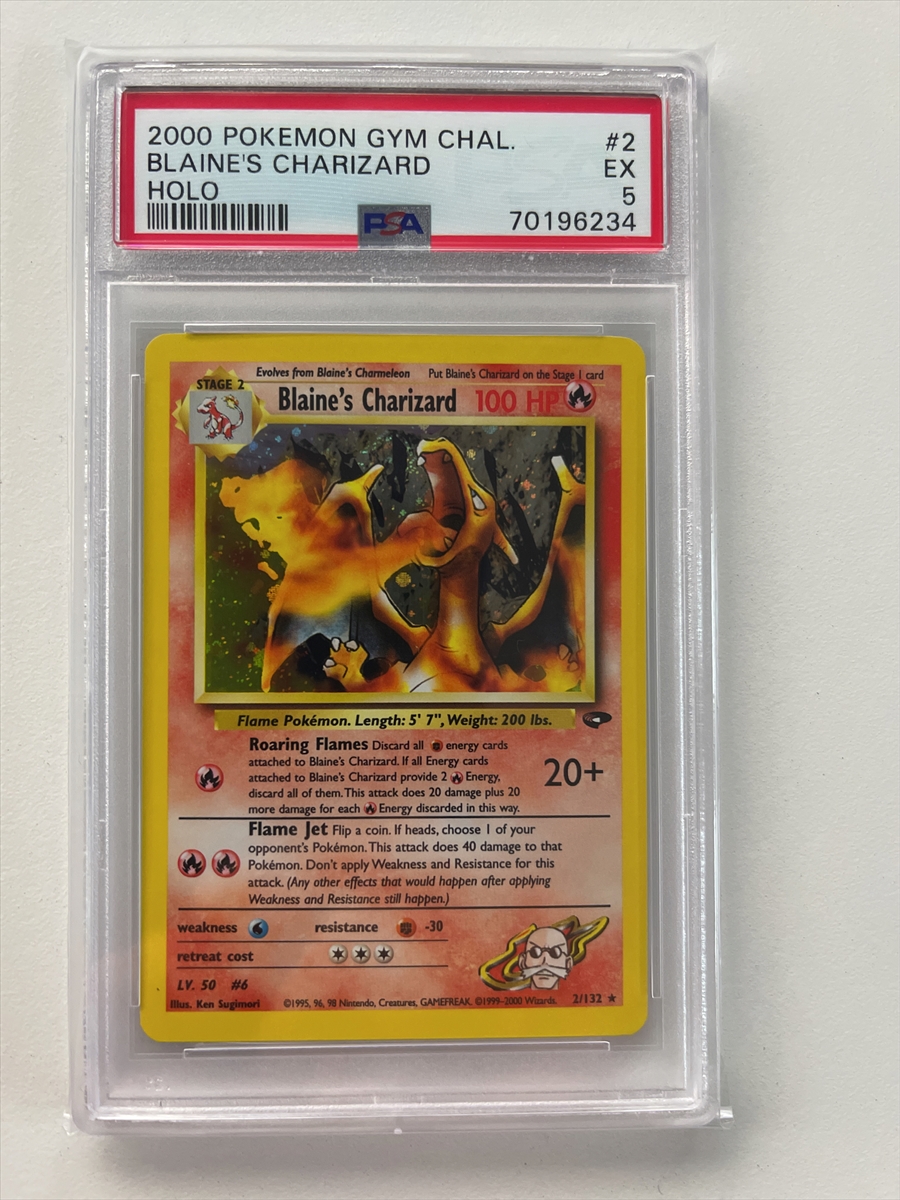 2000 POKEMON GYM CHAL. #2
BLAINE'S CHARIZARD EX
HOLO 5
PSA 70196234
Evolves from Blaine's Charmeleon Put Blaine's Charizard on the Stage 1 card
STAGE 2
Blaine's Charizard 100 HP
Flame Pokémon. Length: 5' 7", Weight: 200 lbs.
Roaring Flames Discard all energy cards
attached to Blaine's Charizard. If all Energy cards
attached to Blaine's Charizard provide 2 Energy,
discard all of them. This attack does 20 damage plus 20
more damage for each Energy discarded in this way.
20+
Flame Jet Flip a coin. If heads, choose 1 of your
opponent's Pokémon. This attack does 40 damage to that
Pokémon. Don't apply Weakness and Resistance for this
attack. (Any other effects that would happen after applying
Weakness and Resistance still happen.)
weakness resistance -30
retreat cost
LV. 50 #6
Illus. Ken Sugimori ©1995, 96, 98 Nintendo, Creatures, GAMEFREAK. ©1999-2000 Wizards. 2/132 ★